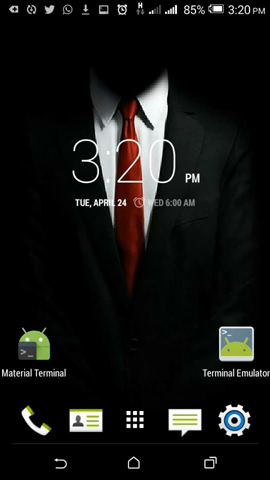 H 85% 3:20 PM
3:20 PM
TUE, APRIL 24 WED 6:00 AM
Material Terminal Terminal Emulator